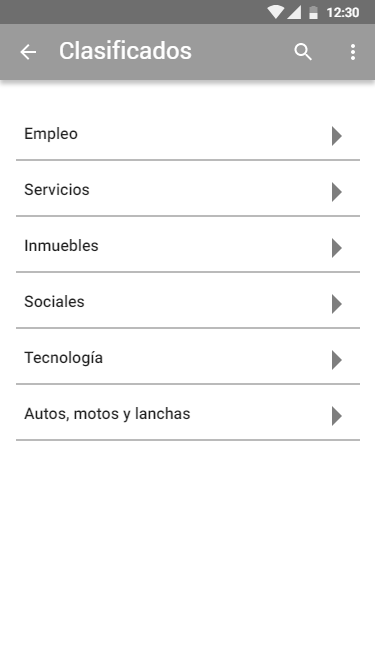 12:30
Clasificados
Empleo
Servicios
Inmuebles
Sociales
Tecnología
Autos, motos y lanchas